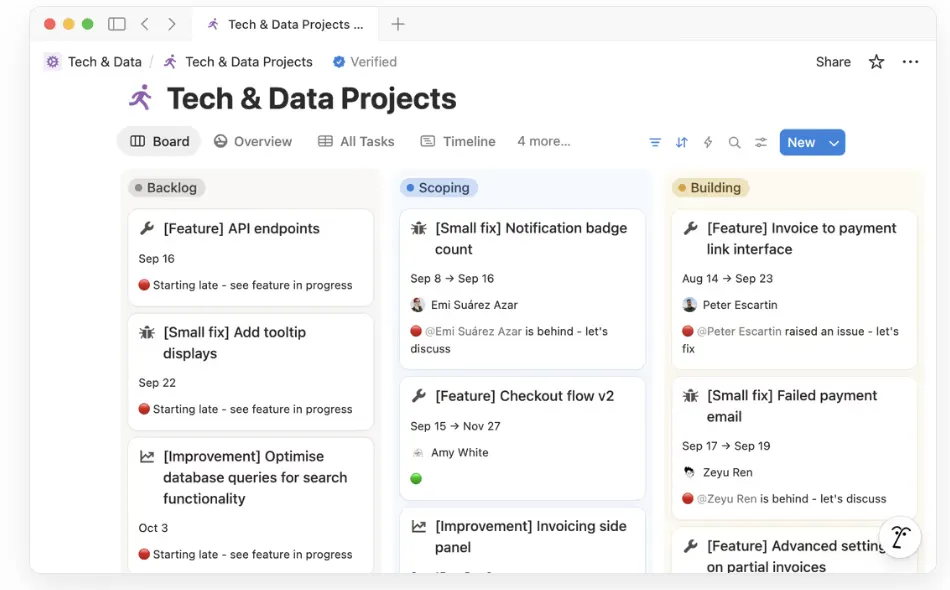 Tech & Data Projects ...
Tech & Data / Tech & Data Projects Verified
Share
Tech & Data Projects
Board Overview All Tasks Timeline 4 more...
New
Backlog
[Feature] API endpoints
Sep 16
Starting late - see feature in progress
[Small fix] Add tooltip
displays
Sep 22
Starting late - see feature in progress
[Improvement] Optimise
database queries for search
functionality
Oct 3
Starting late - see feature in progress
Scoping
[Small fix] Notification badge
count
Sep 8 → Sep 16
Emi Suárez Azar
@Emi Suárez Azar is behind - let's
discuss
[Feature] Checkout flow v2
Sep 15 → Nov 27
Amy White
[Improvement] Invoicing side
panel
Building
[Feature] Invoice to payment
link interface
Aug 14 → Sep 23
Peter Escartin
@Peter Escartin raised an issue - let's
fix
[Small fix] Failed payment
email
Sep 17 → Sep 19
Zeyu Ren
@Zeyu Ren is behind - let's discuss
[Feature] Advanced setting
on partial invoices